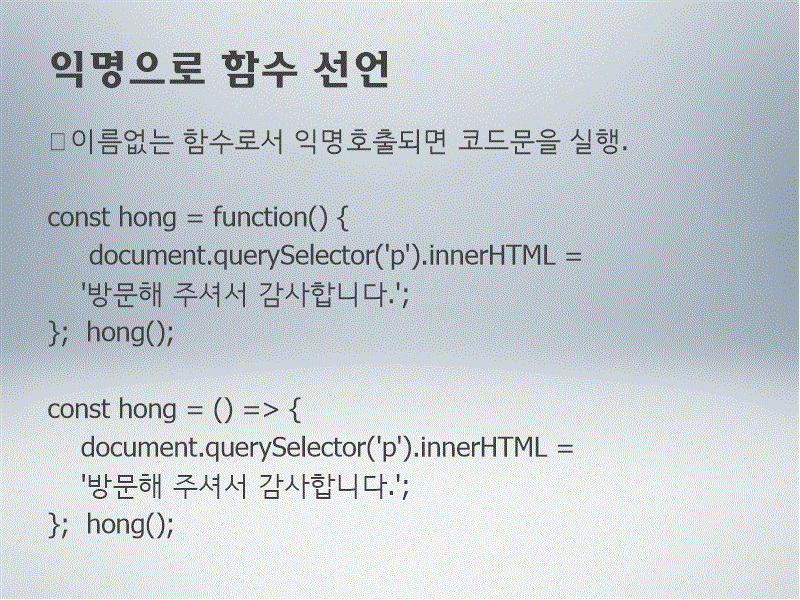 익명으로 함수 선언
이름없는 함수로서 익명호출되면 코드문을 실행.
const hong = function() {
document.querySelector('p').innerHTML =
'방문해 주셔서 감사합니다.';
}; hong();
const hong = () => {
document.querySelector('p').innerHTML =
'방문해 주셔서 감사합니다.';
}; hong();